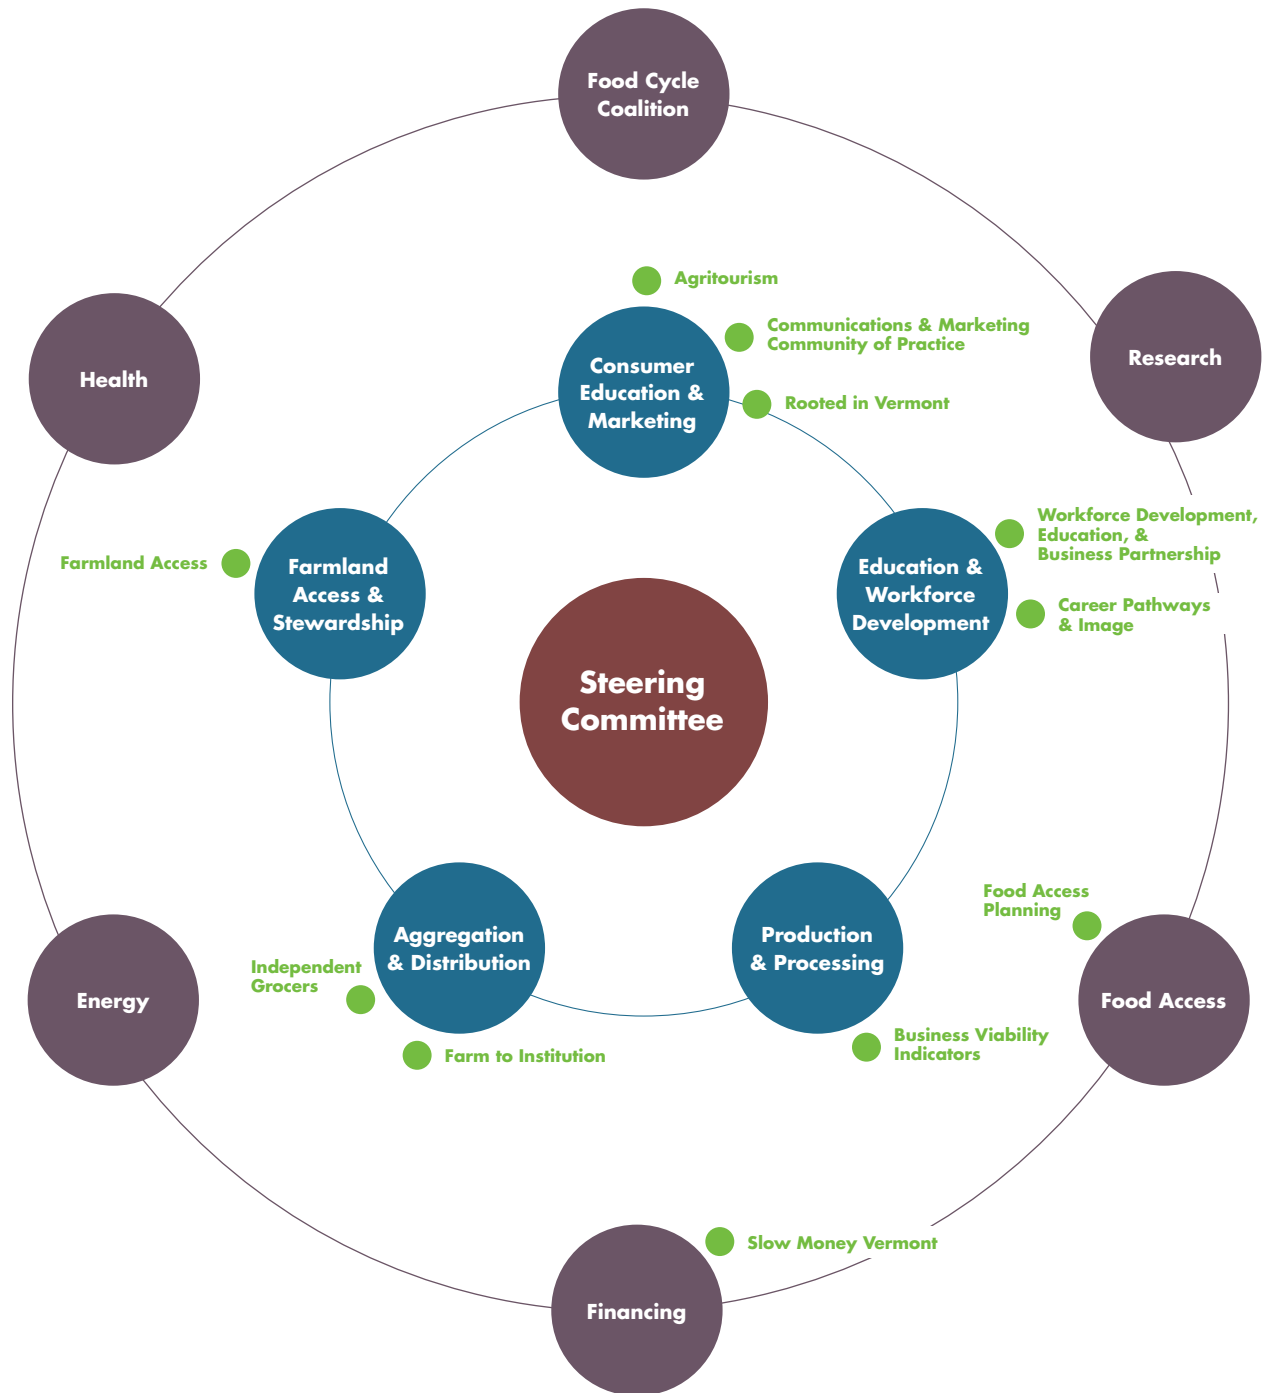 Food Cycle
Coalition
Agritourism
Communications & Marketing
Community of Practice
Consumer
Education &
Marketing
Rooted in Vermont
Health
Research
Workforce Development,
Education, &
Business Partnership
Farmland Access
Farmland
Access &
Stewardship
Education &
Workforce
Development
Career Pathways
& Image
Steering
Committee
Food Access
Planning
Aggregation
& Distribution
Production
& Processing
Independent
Grocers
Energy
Food Access
Farm to Institution
Business Viability
Indicators
Slow Money Vermont
Financing